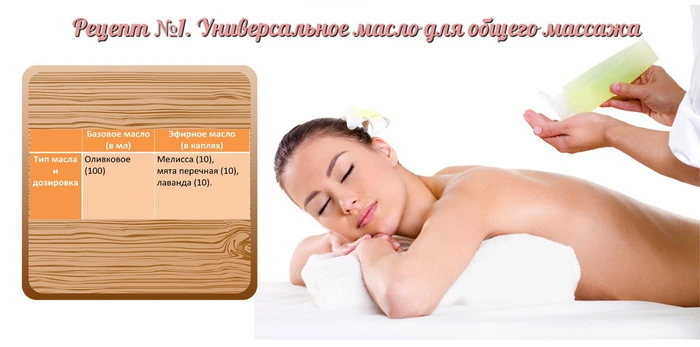 Рецепт №1. Универсальное масло для общего массажа
Базовое масло Эфирное масло
(в мл) (в каплях)
Тип масла Оливковое Мелисса (10),
и (100) мята перечная (10),
дозировка лаванда (10).